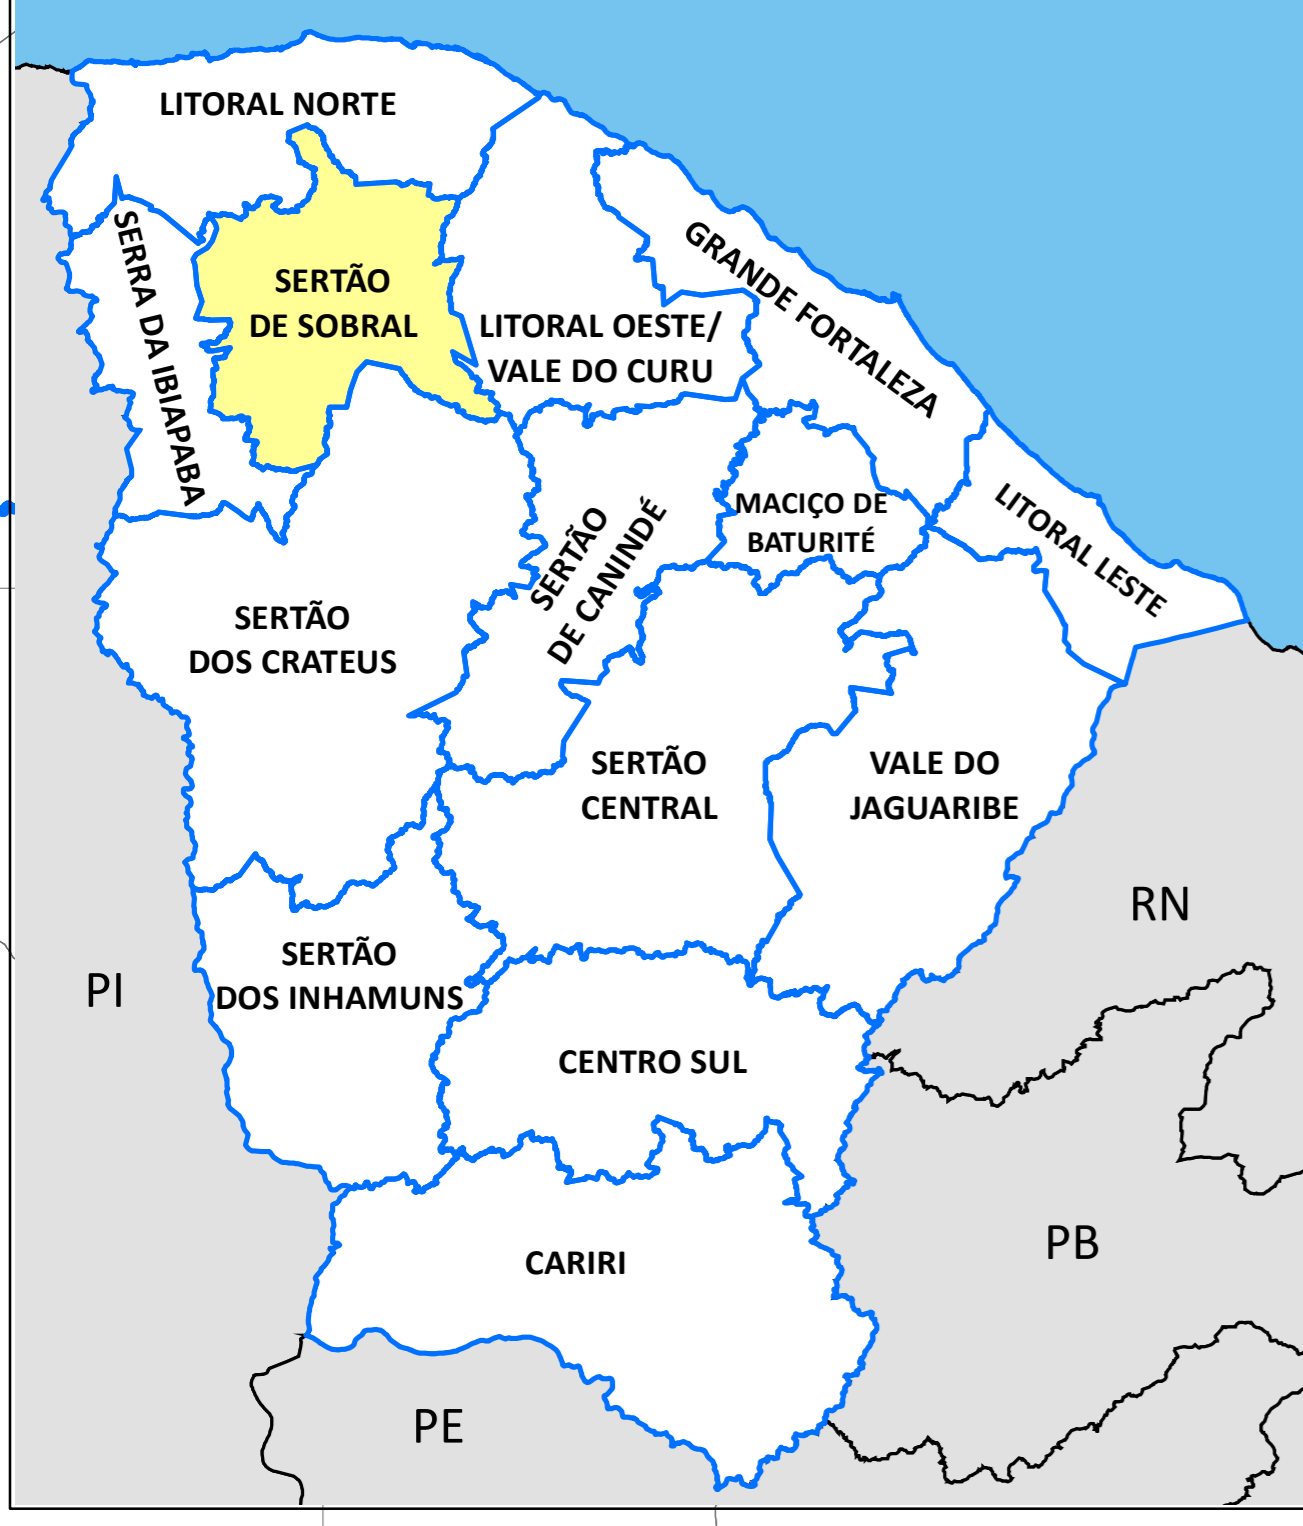 LITORAL NORTE
SERRA DA IBIAPABA
SERTÃO
DE SOBRAL
LITORAL OESTE/
VALE DO CURU
GRANDE FORTALEZA
SERTÃO
DE CANINDÉ
MACIÇO DE
BATURITÉ
LITORAL LESTE
SERTÃO
DOS CRATEUS
SERTÃO
CENTRAL
VALE DO
JAGUARIBE
RN
SERTÃO
DOS INHAMUNS
PI
CENTRO SUL
CARIRI
PB
PE